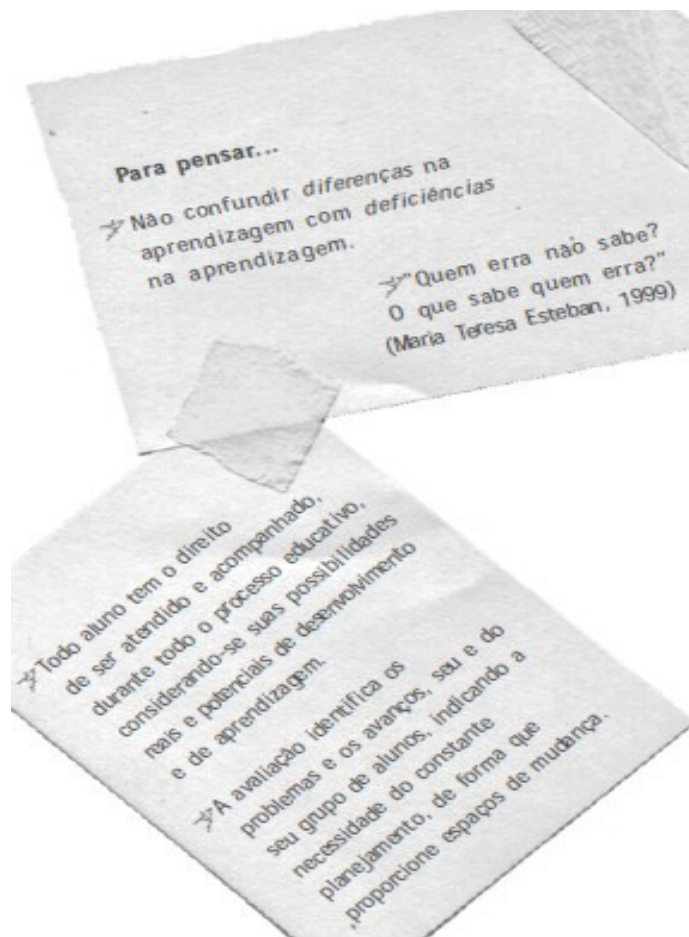 Para pensar...
Não confundir diferenças na
aprendizagem com deficiências
na aprendizagem.
"Quem erra não sabe?
O que sabe quem erra?"
(Maria Teresa Esteban, 1999)
Todo aluno tem o direito
de ser atendido e acompanhado,
durante todo o processo educativo,
considerando-se suas possibilidades
reais e potenciais de desenvolvimento
e de aprendizagem.
A avaliação identifica os
problemas e os avanços, seu e do
seu grupo de alunos, indicando a
necessidade do constante
planejamento, de forma que
proporcione espaços de mudança.